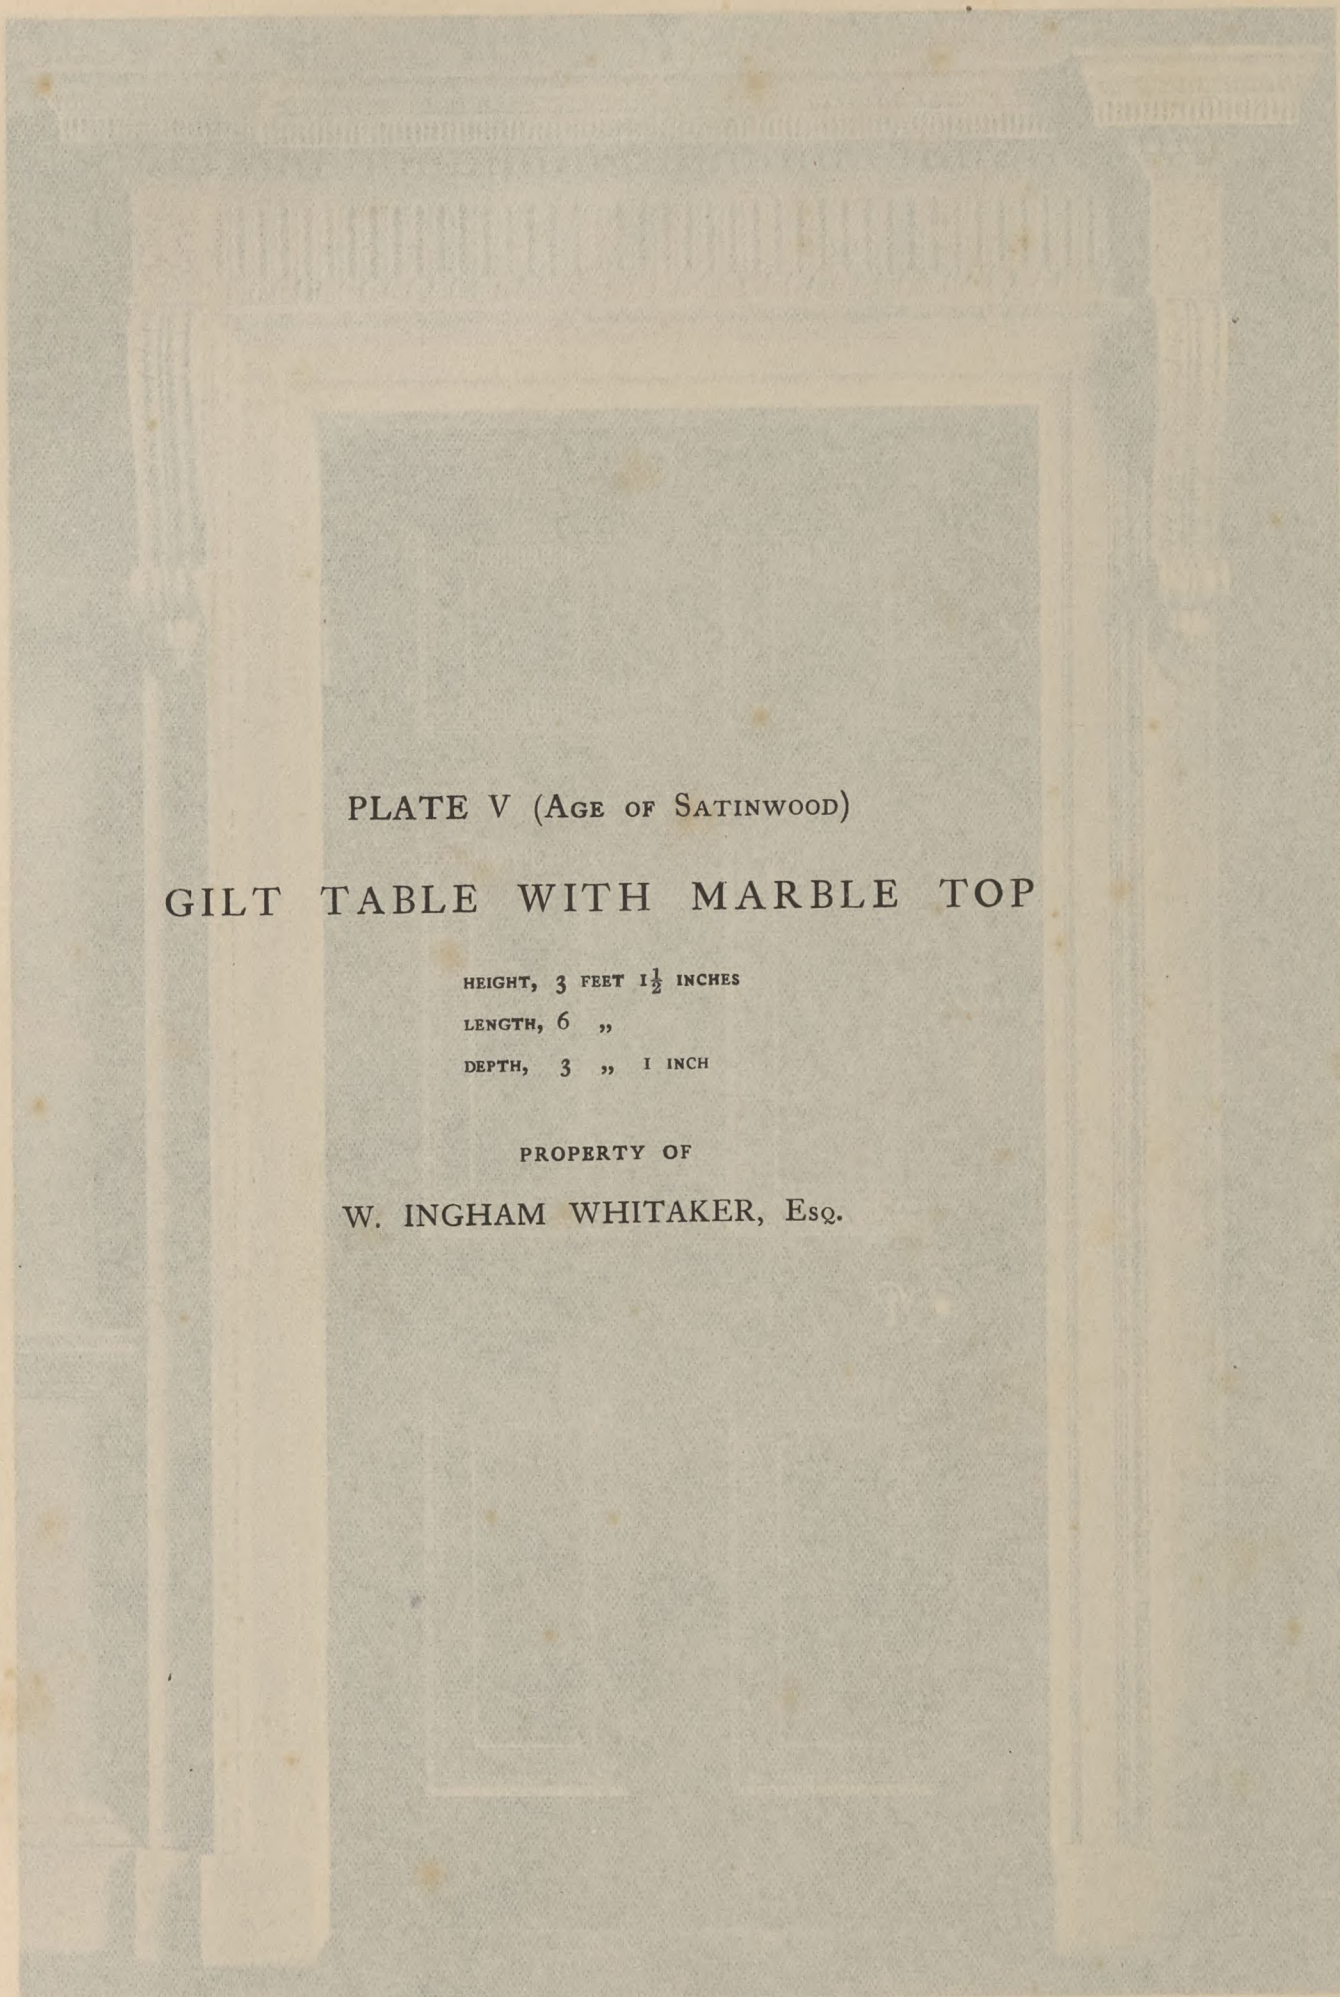 PLATE V (AGE OF SATINWOOD)
GILT TABLE WITH MARBLE TOP
HEIGHT, 3 FEET 1½ INCHES
LENGTH, 6 „
DEPTH, 3 „ 1 INCH
PROPERTY OF
W. INGHAM WHITAKER, ESQ.